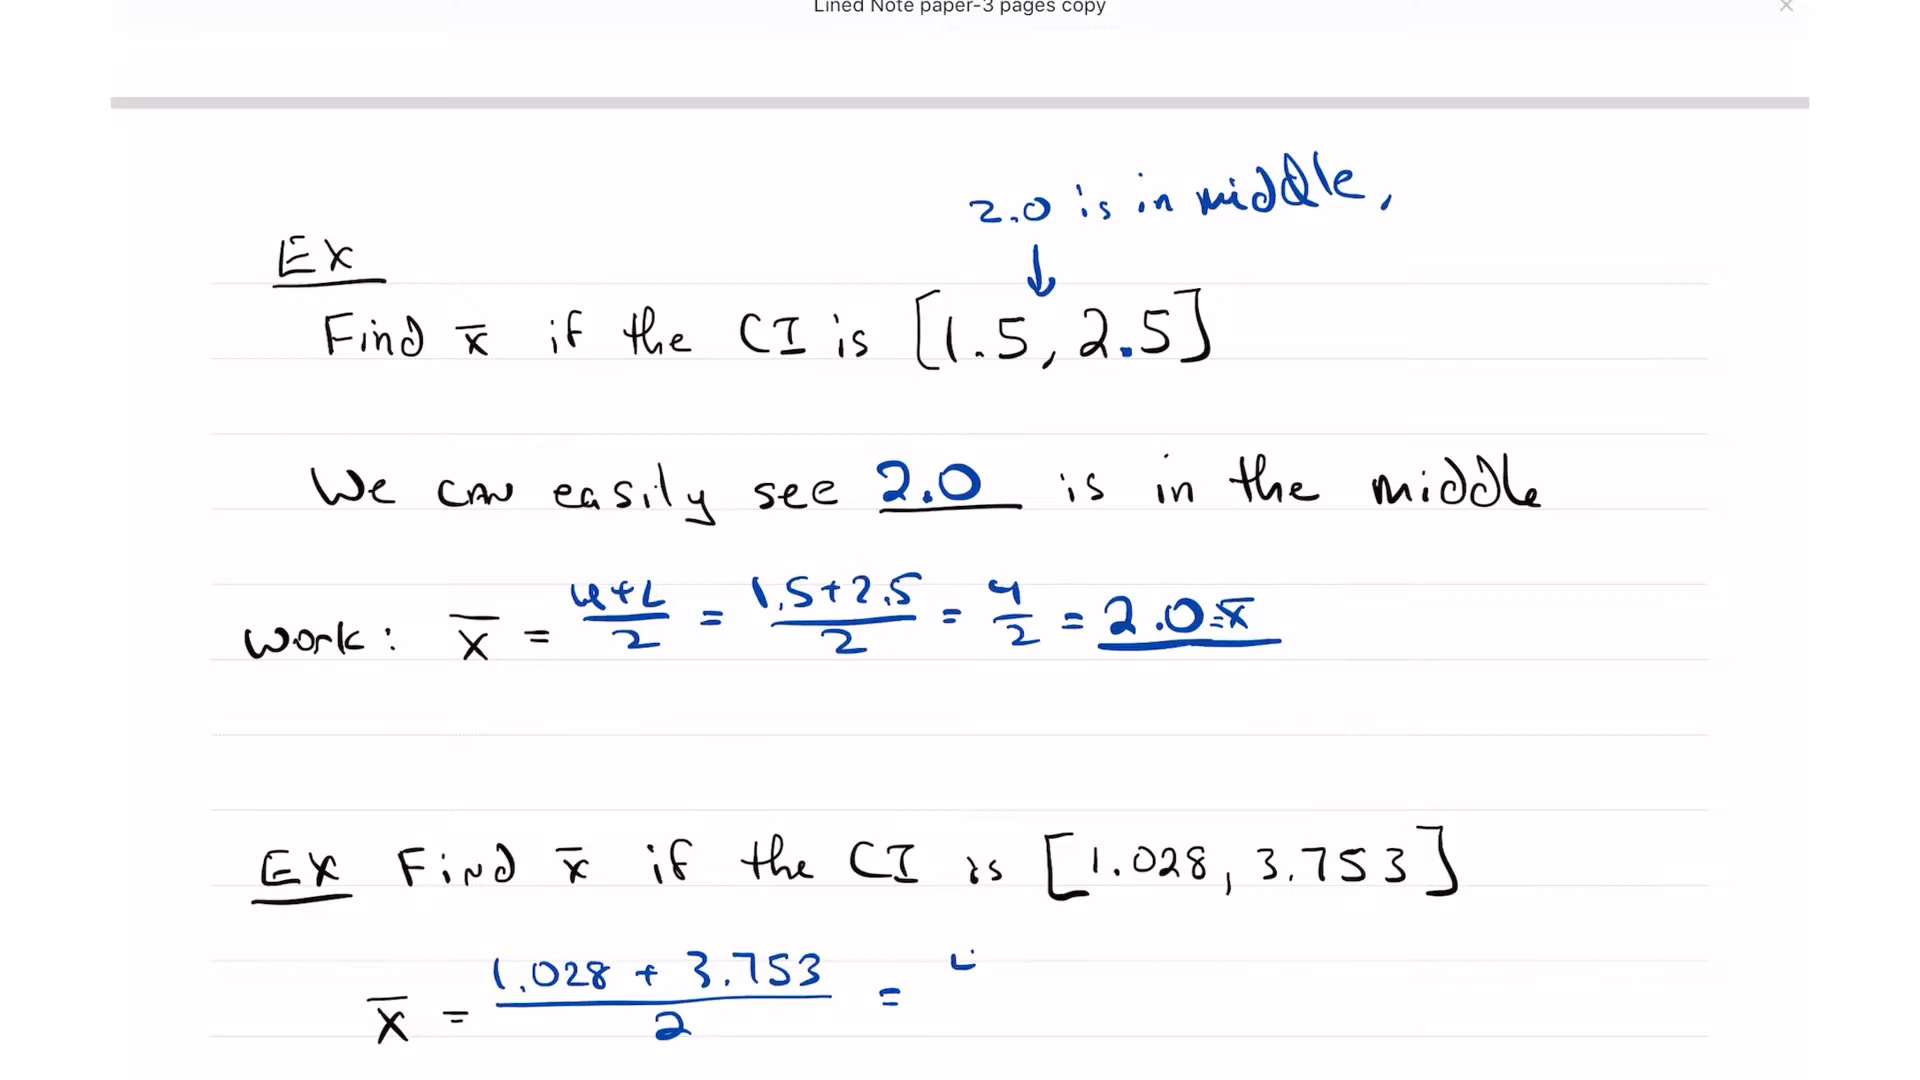 Lined Note paper-3 pages copy
2.0 is in middle,
Ex
Find x̄ if the CI is [1.5, 2.5]
We can easily see 2.0 is in the middle
Work: x̄ = U+L/2 = 1.5+2.5/2 = 4/2 = 2.0=x̄
Ex Find x̄ if the CI is [1.028, 3.753]
x̄ = 1.028 + 3.753/2 =